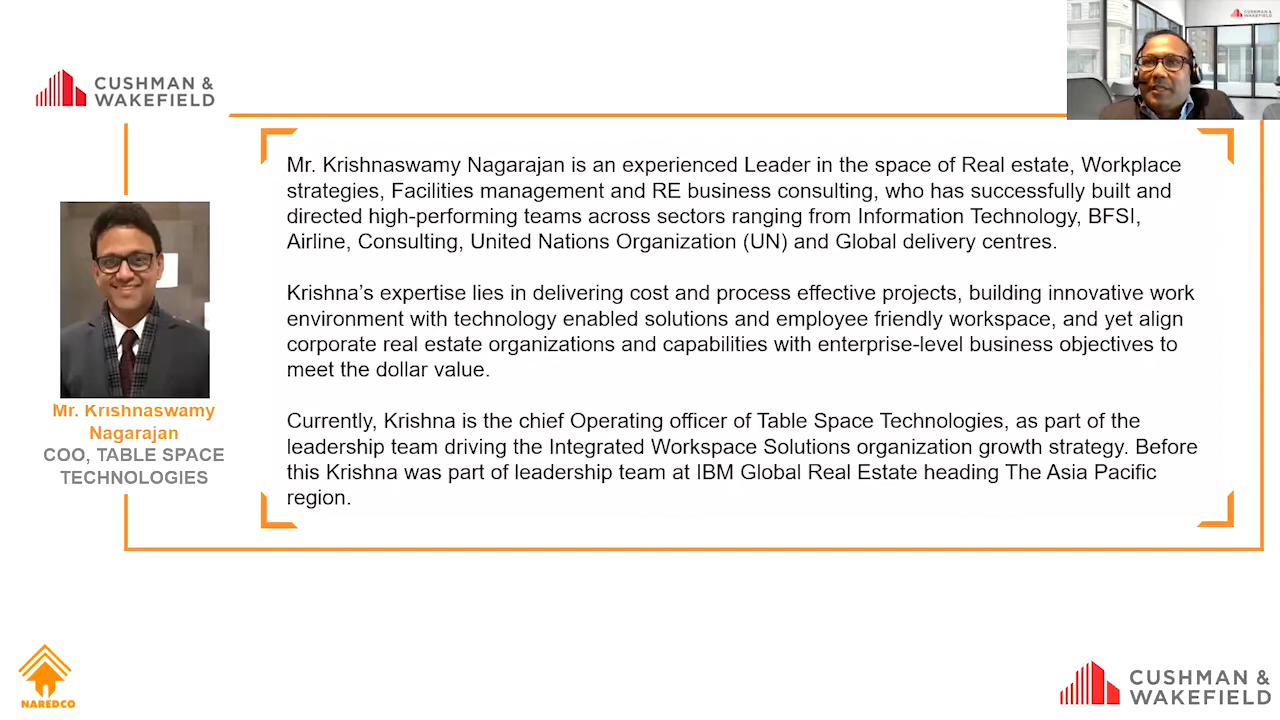 CUSHMAN &
WAKEFIELD
CUSHMAN &
WAKEFIELD
Mr. Krishnaswamy Nagarajan is an experienced Leader in the space of Real estate, Workplace
strategies, Facilities management and RE business consulting, who has successfully built and
directed high-performing teams across sectors ranging from Information Technology, BFSI,
Airline, Consulting, United Nations Organization (UN) and Global delivery centres.
Krishna’s expertise lies in delivering cost and process effective projects, building innovative work
environment with technology enabled solutions and employee friendly workspace, and yet align
corporate real estate organizations and capabilities with enterprise-level business objectives to
meet the dollar value.
Currently, Krishna is the chief Operating officer of Table Space Technologies, as part of the
leadership team driving the Integrated Workspace Solutions organization growth strategy. Before
this Krishna was part of leadership team at IBM Global Real Estate heading The Asia Pacific
region.
Mr. Krishnaswamy
Nagarajan
COO, TABLE SPACE
TECHNOLOGIES
NAREDCO
CUSHMAN &
WAKEFIELD